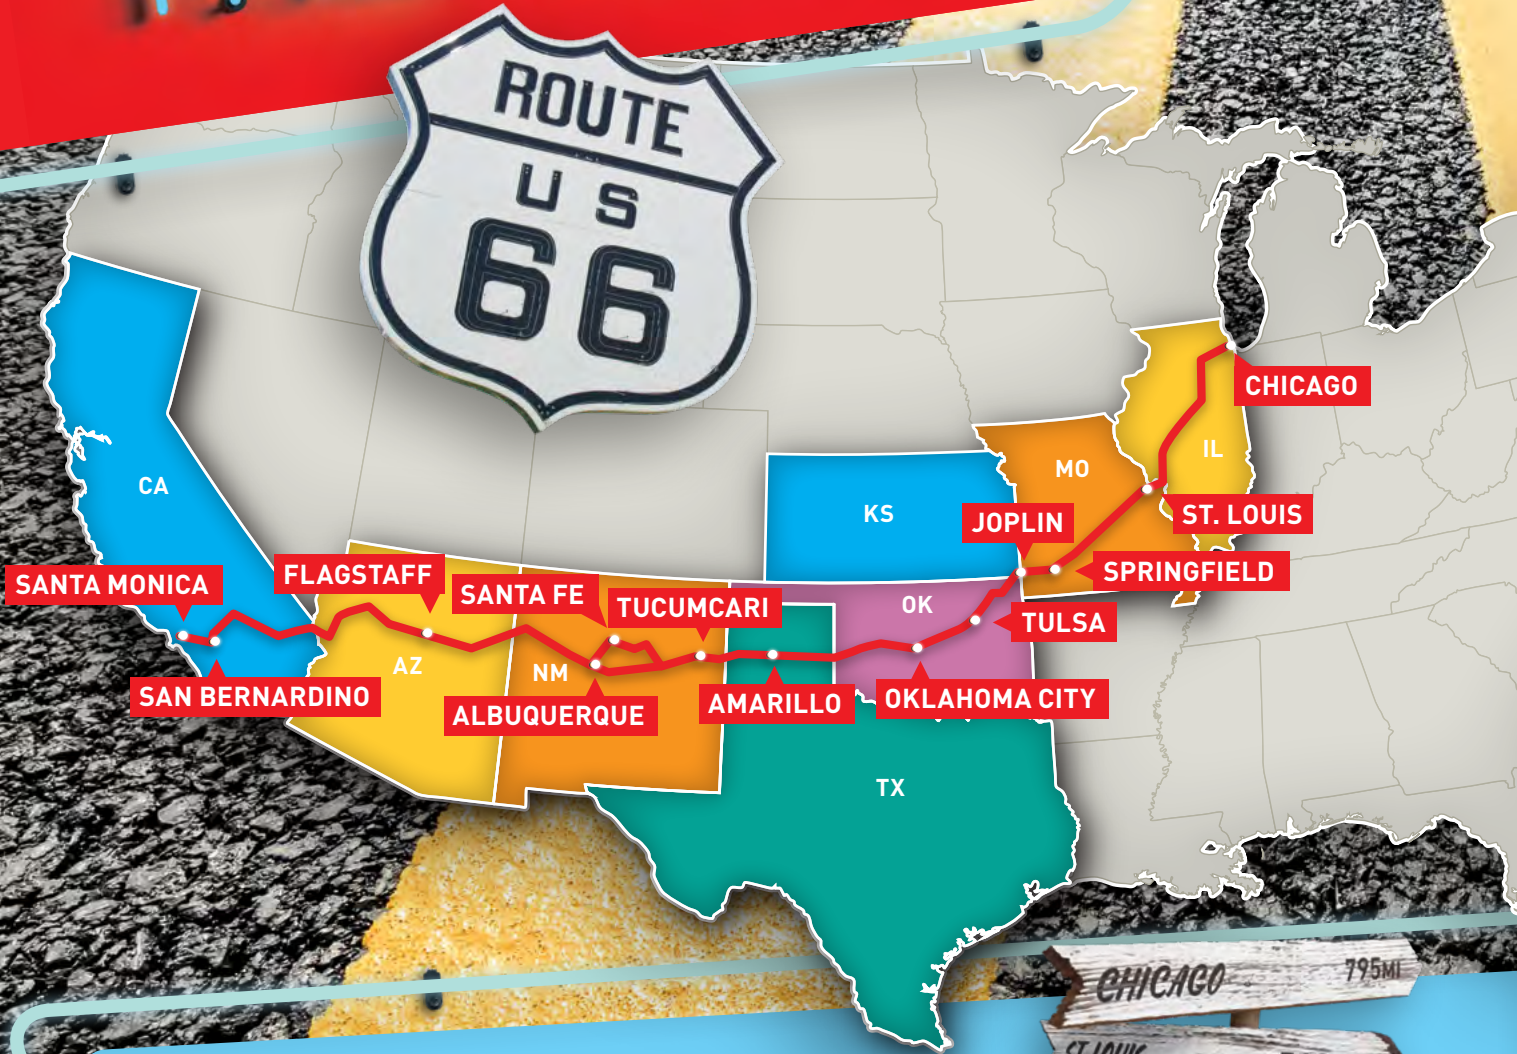 ROUTE
U S
66
CHICAGO
IL
MO
CA
KS
ST. LOUIS
JOPLIN
SPRINGFIELD
FLAGSTAFF
SANTA MONICA
SANTA FE
TUCUMCARI
OK
TULSA
AZ
NM
SAN BERNARDINO
ALBUQUERQUE
AMARILLO
OKLAHOMA CITY
TX
CHICAGO 795MI